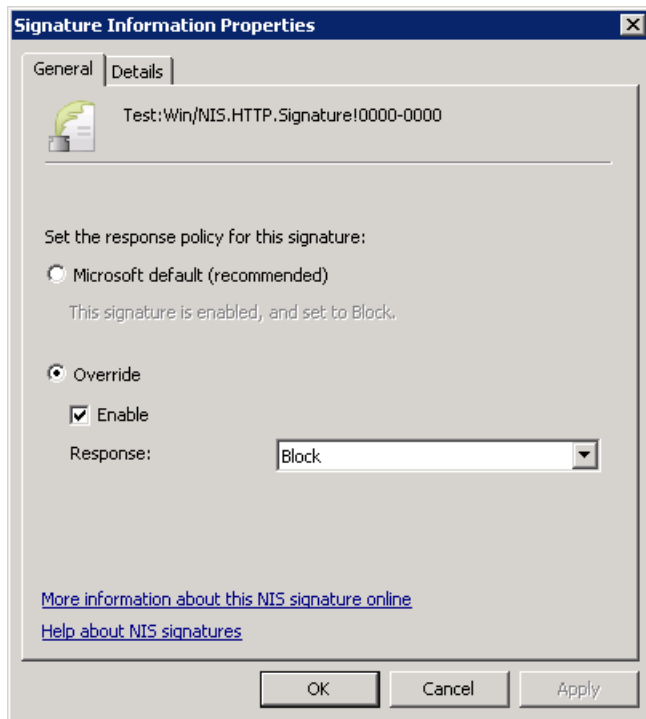 Signature Information Properties
General
Details
Test:Win/NIS.HTTP.Signature!0000-0000
Set the response policy for this signature:
Microsoft default (recommended)
This signature is enabled, and set to Block.
Override
Enable
Response:
Block
More information about this NIS signature online
Help about NIS signatures
OK
Cancel
Apply